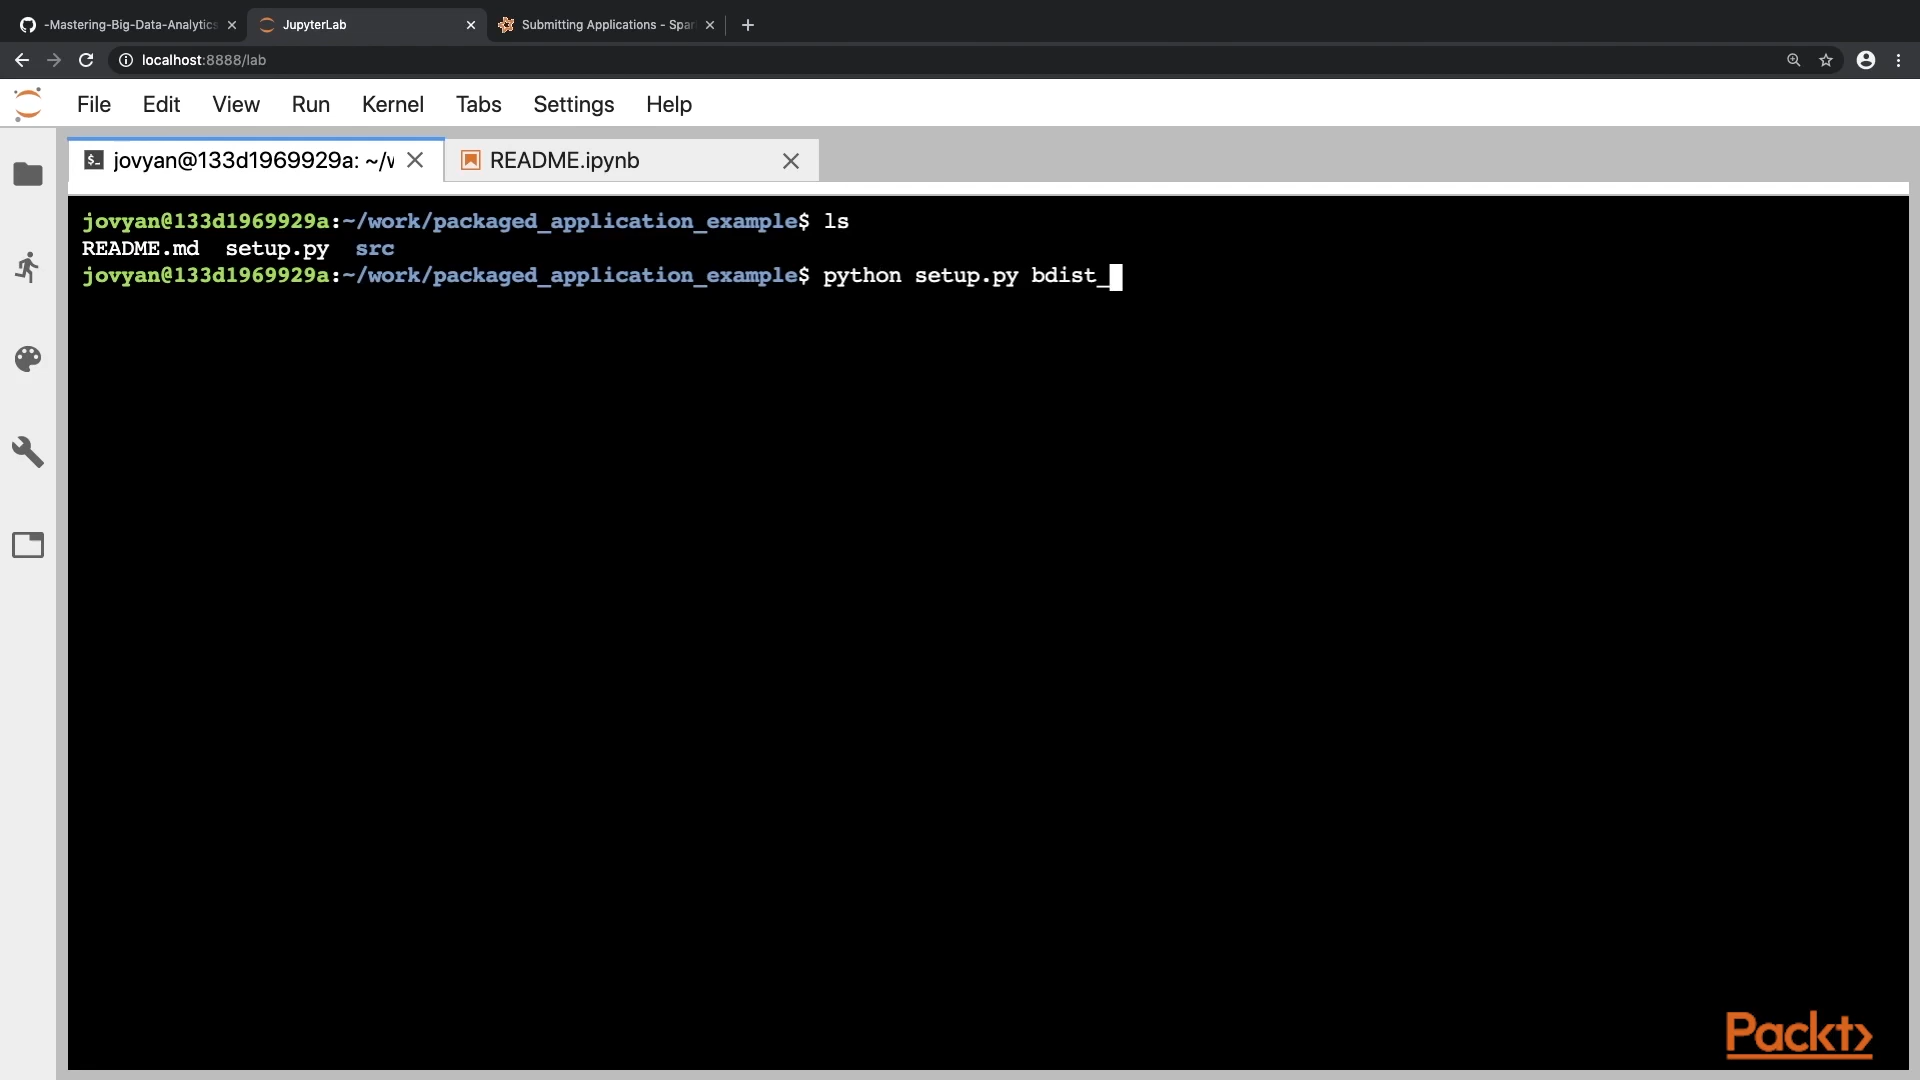 -Mastering-Big-Data-Analytics
JupyterLab
Submitting Applications - Spar
localhost:8888/lab
File Edit View Run Kernel Tabs Settings Help
jovyan@133d1969929a: ~/w
README.ipynb
jovyan@133d1969929a:~/work/packaged_application_example$ ls
README.md setup.py src
jovyan@133d1969929a:~/work/packaged_application_example$ python setup.py bdist_
Packt>